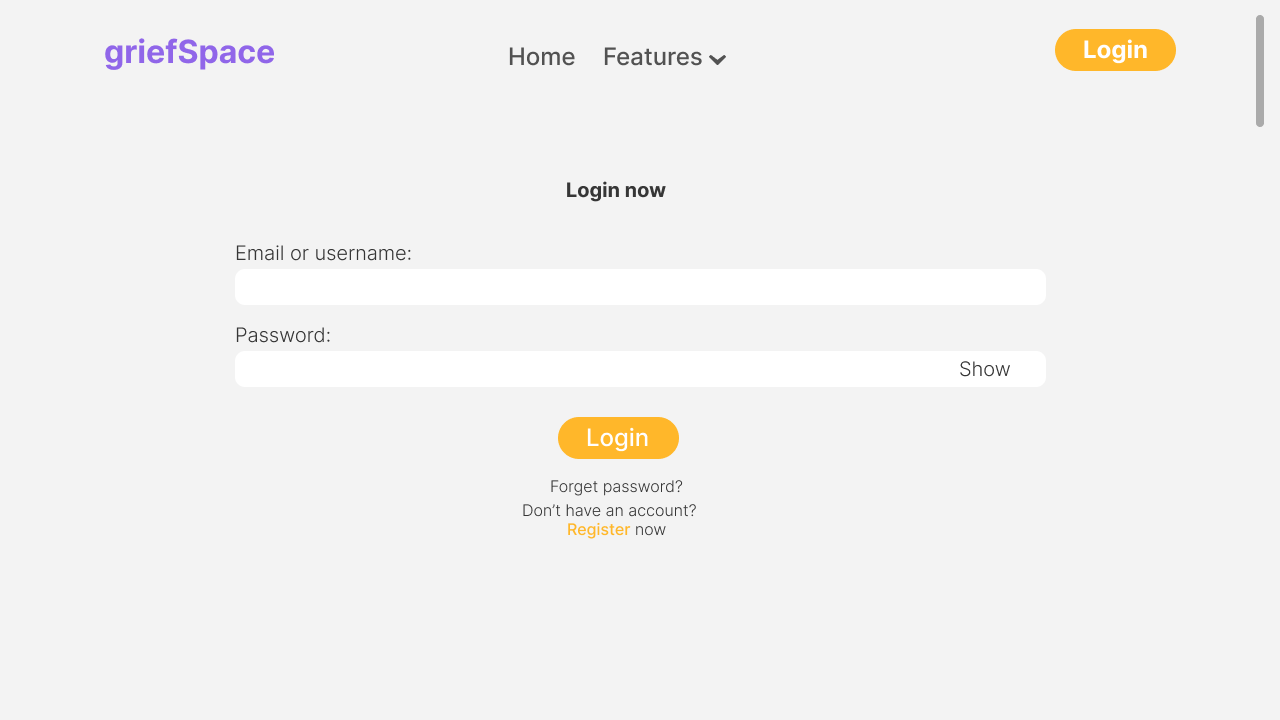 griefSpace
Home Features Login
Login now
Email or username:
Password:
Show
Login
Forget password?
Don’t have an account?
Register now